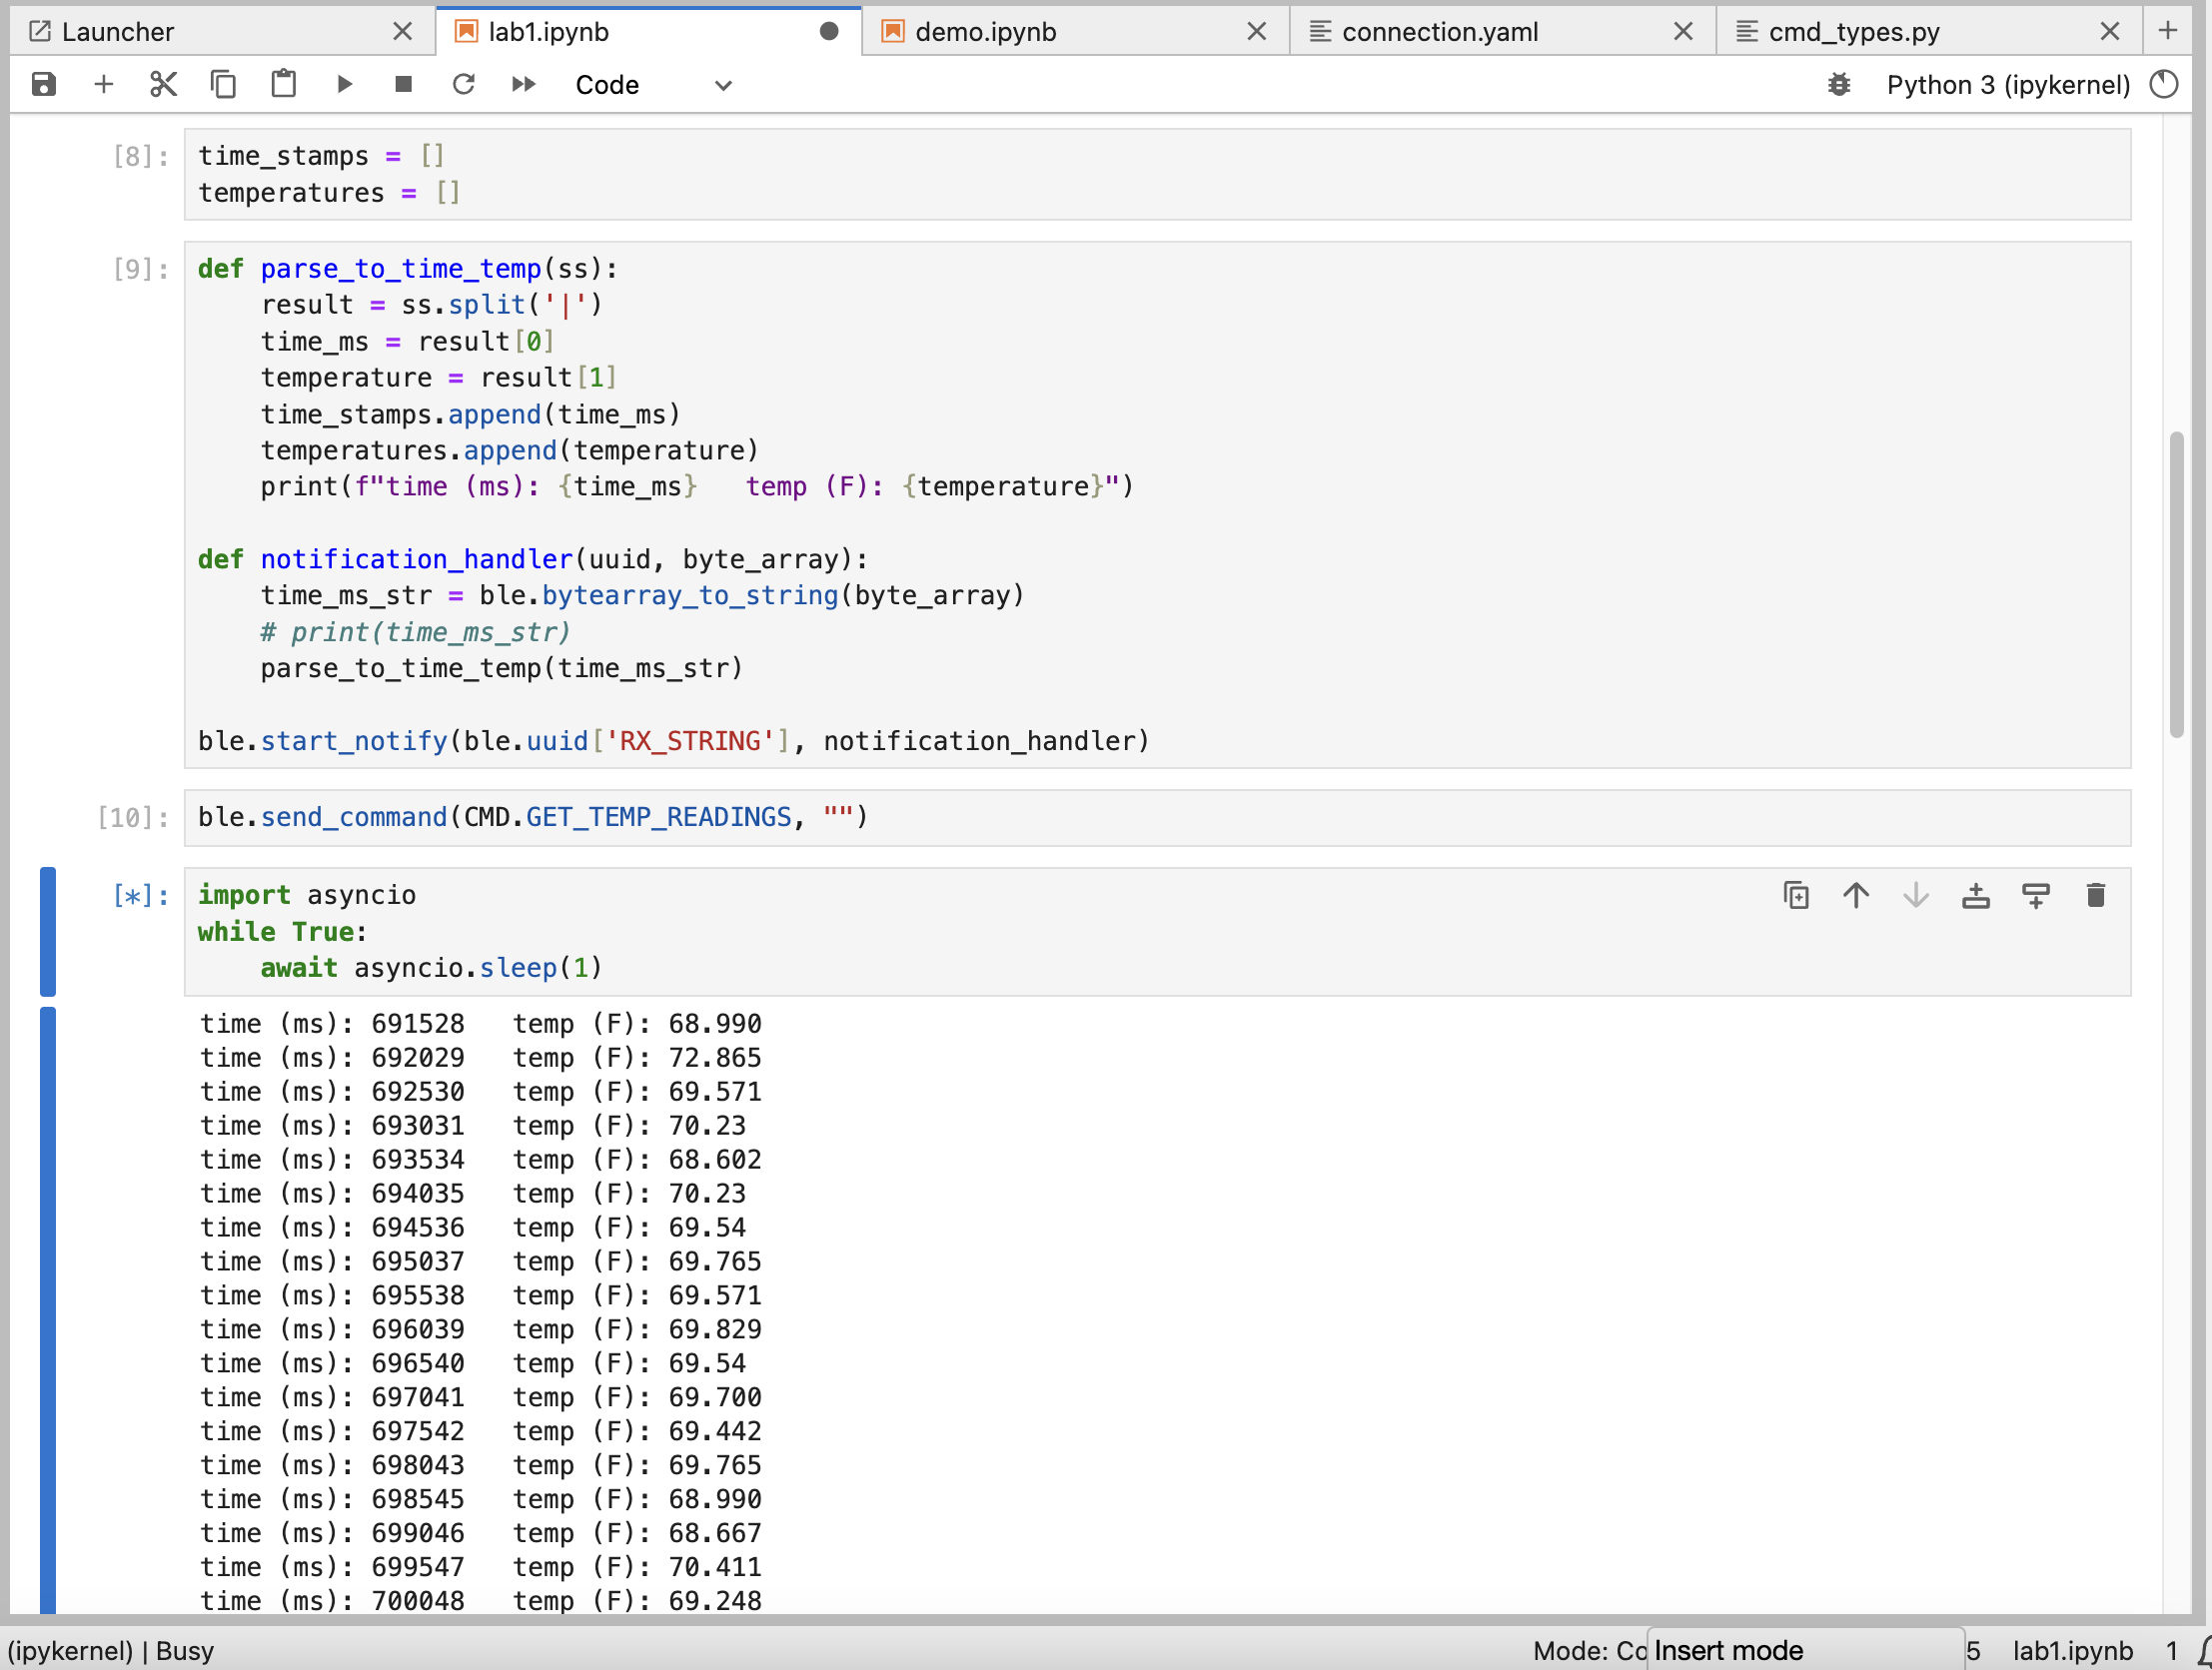 Launcher
lab1.ipynb
demo.ipynb
connection.yaml
cmd_types.py
Code
Python 3 (ipykernel)
[8]:
time_stamps = []
temperatures = []
[9]:
def parse_to_time_temp(ss):
    result = ss.split('|')
    time_ms = result[0]
    temperature = result[1]
    time_stamps.append(time_ms)
    temperatures.append(temperature)
    print(f"time (ms): {time_ms}   temp (F): {temperature}")
def notification_handler(uuid, byte_array):
    time_ms_str = ble.bytearray_to_string(byte_array)
    # print(time_ms_str)
    parse_to_time_temp(time_ms_str)
ble.start_notify(ble.uuid['RX_STRING'], notification_handler)
[10]:
ble.send_command(CMD.GET_TEMP_READINGS, "")
[*]:
import asyncio
while True:
    await asyncio.sleep(1)
time (ms): 691528   temp (F): 68.990
time (ms): 692029   temp (F): 72.865
time (ms): 692530   temp (F): 69.571
time (ms): 693031   temp (F): 70.23
time (ms): 693534   temp (F): 68.602
time (ms): 694035   temp (F): 70.23
time (ms): 694536   temp (F): 69.54
time (ms): 695037   temp (F): 69.765
time (ms): 695538   temp (F): 69.571
time (ms): 696039   temp (F): 69.829
time (ms): 696540   temp (F): 69.54
time (ms): 697041   temp (F): 69.700
time (ms): 697542   temp (F): 69.442
time (ms): 698043   temp (F): 69.765
time (ms): 698545   temp (F): 68.990
time (ms): 699046   temp (F): 68.667
time (ms): 699547   temp (F): 70.411
time (ms): 700048   temp (F): 69.248
(ipykernel) | Busy
Mode: Co
Insert mode
5
lab1.ipynb
1